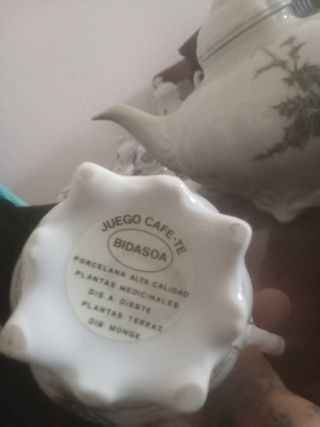 JUEGO CAFE-TE
BIDASOA
PORCELANA ALTA CALIDAD
PLANTAS MEDICINALES
DIS A. DIESTE
PLANTAS TERRAZ
DIB MONGE